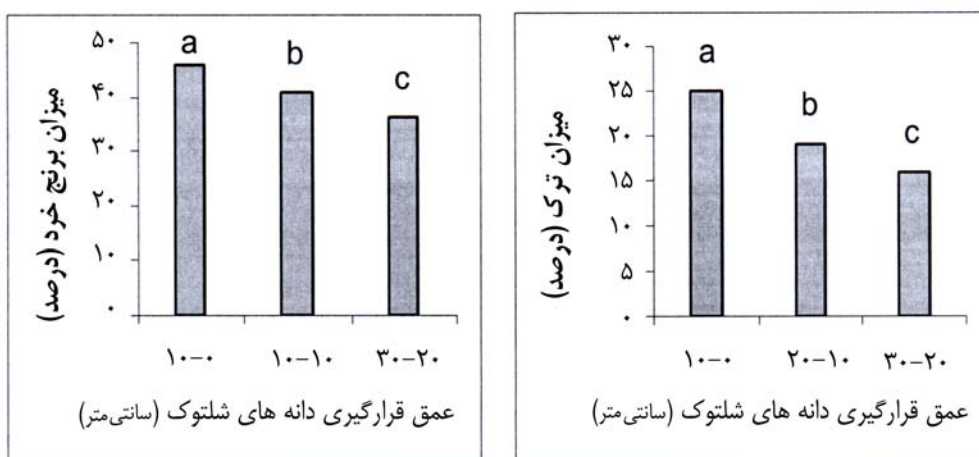 میزان برنج خرد (درصد)
۵۰
۴۰
۳۰
۲۰
۱۰
۰
a
b
c
۱۰-۰
۱۰-۱۰
۳۰-۲۰
عمق قرارگیری دانه های شلتوک (سانتی‌متر)
میزان ترک (درصد)
۳۰
۲۵
۲۰
۱۵
۱۰
۵
۰
a
b
c
۱۰-۰
۲۰-۱۰
۳۰-۲۰
عمق قرارگیری دانه های شلتوک (سانتی‌متر)